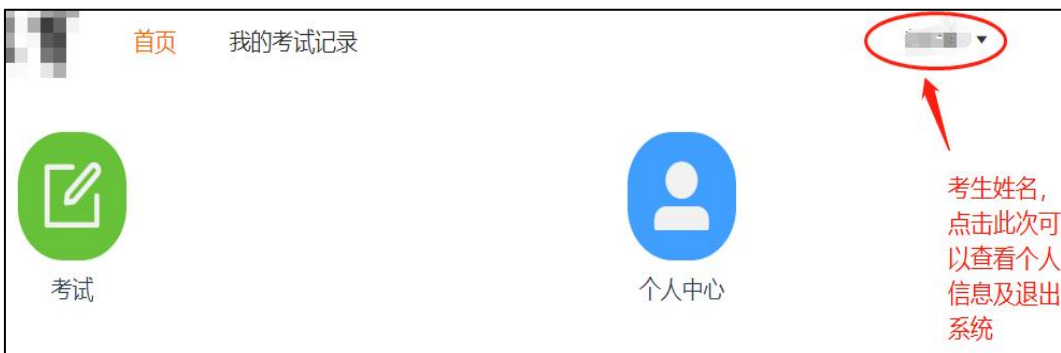 首页 我的考试记录
考试
个人中心
考生姓名，
点击此次可
以查看个人
信息及退出
系统